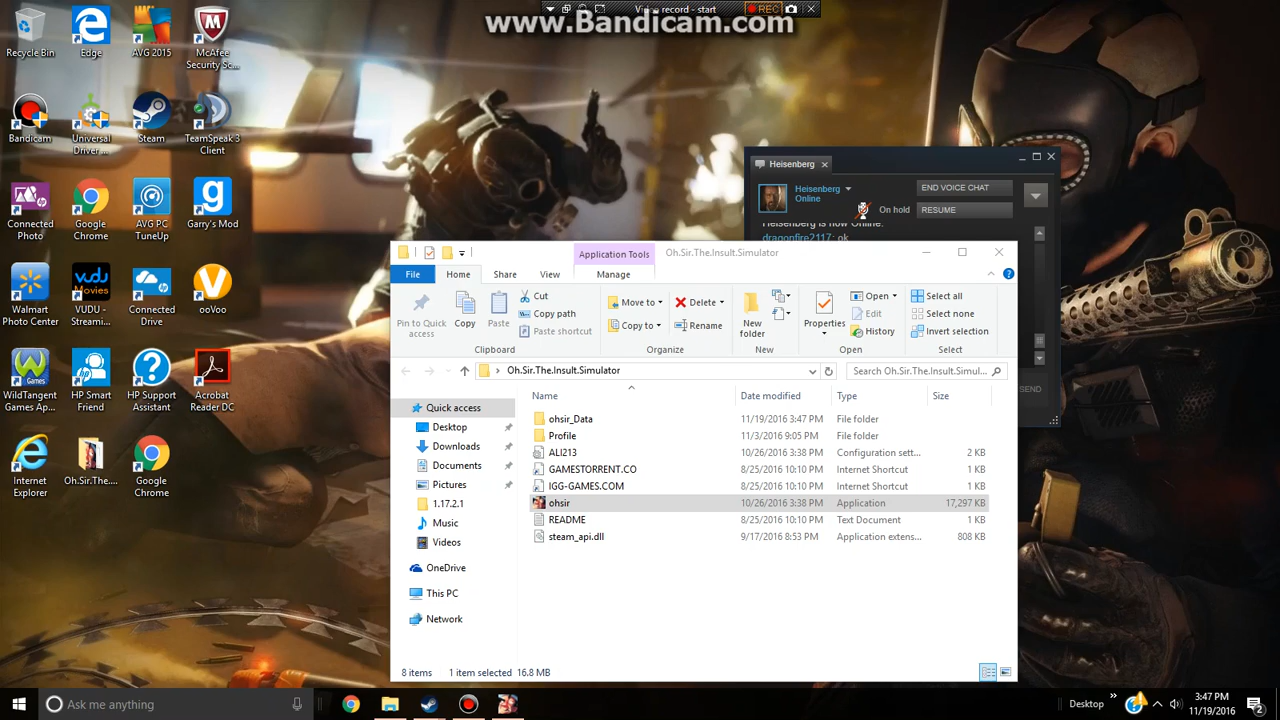 Video record - start
REC
www.Bandicam.com
Recycle Bin
Edge
AVG 2015
McAfee Security Sc...
Bandicam
Universal Driver ...
Steam
TeamSpeak 3 Client
Connected Photo
Google Chrome
AVG PC TuneUp
Garry's Mod
Walmart Photo Center
VUDU - Streami...
Connected Drive
ooVoo
WildTangent Games Ap...
HP Smart Friend
HP Support Assistant
Acrobat Reader DC
Internet Explorer
Oh.Sir.The....
Google Chrome
Heisenberg
Heisenberg
Online
END VOICE CHAT
On hold
RESUME
Heisenberg is now Online.
dragonfire2117: ok
SEND
Application Tools
Oh.Sir.The.Insult.Simulator
File
Home
Share
View
Manage
Pin to Quick access
Copy
Paste
Cut
Copy path
Paste shortcut
Clipboard
Move to
Copy to
Delete
Rename
Organize
New folder
New
Properties
Open
Edit
History
Open
Select all
Select none
Invert selection
Select
Oh.Sir.The.Insult.Simulator
Search Oh.Sir.The.Insult.Simul...
Name
Date modified
Type
Size
Quick access
Desktop
Downloads
Documents
Pictures
1.17.2.1
Music
Videos
OneDrive
This PC
Network
ohsir_Data 11/19/2016 3:47 PM File folder
Profile 11/3/2016 9:05 PM File folder
ALI213 10/26/2016 3:38 PM Configuration sett... 2 KB
GAMESTORRENT.CO 8/25/2016 10:10 PM Internet Shortcut 1 KB
IGG-GAMES.COM 8/25/2016 10:10 PM Internet Shortcut 1 KB
ohsir 10/26/2016 3:38 PM Application 17,297 KB
README 8/25/2016 10:10 PM Text Document 1 KB
steam_api.dll 9/17/2016 8:53 PM Application extens... 808 KB
8 items 1 item selected 16.8 MB
Ask me anything
Desktop
3:47 PM
11/19/2016
2